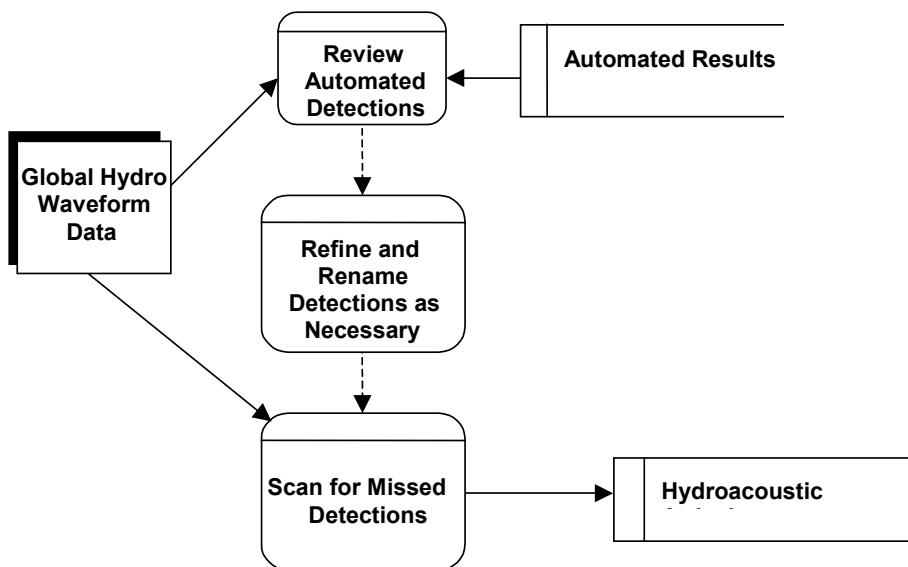 Review
Automated
Detections
Automated Results
Global Hydro
Waveform
Data
Refine and
Rename
Detections as
Necessary
Scan for Missed
Detections
Hydroacoustic